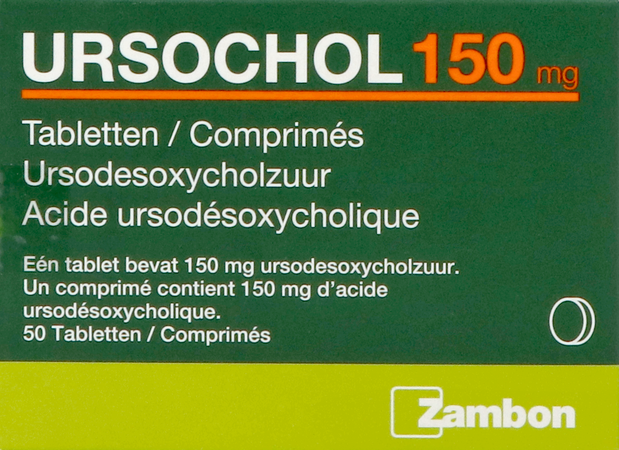 URSOCHOL 150 mg
Tabletten / Comprimés
Ursodesoxycholzuur
Acide ursodésoxycholique
Eén tablet bevat 150 mg ursodesoxycholzuur.
Un comprimé contient 150 mg d'acide
ursodésoxycholique.
50 Tabletten / Comprimés
Zambon